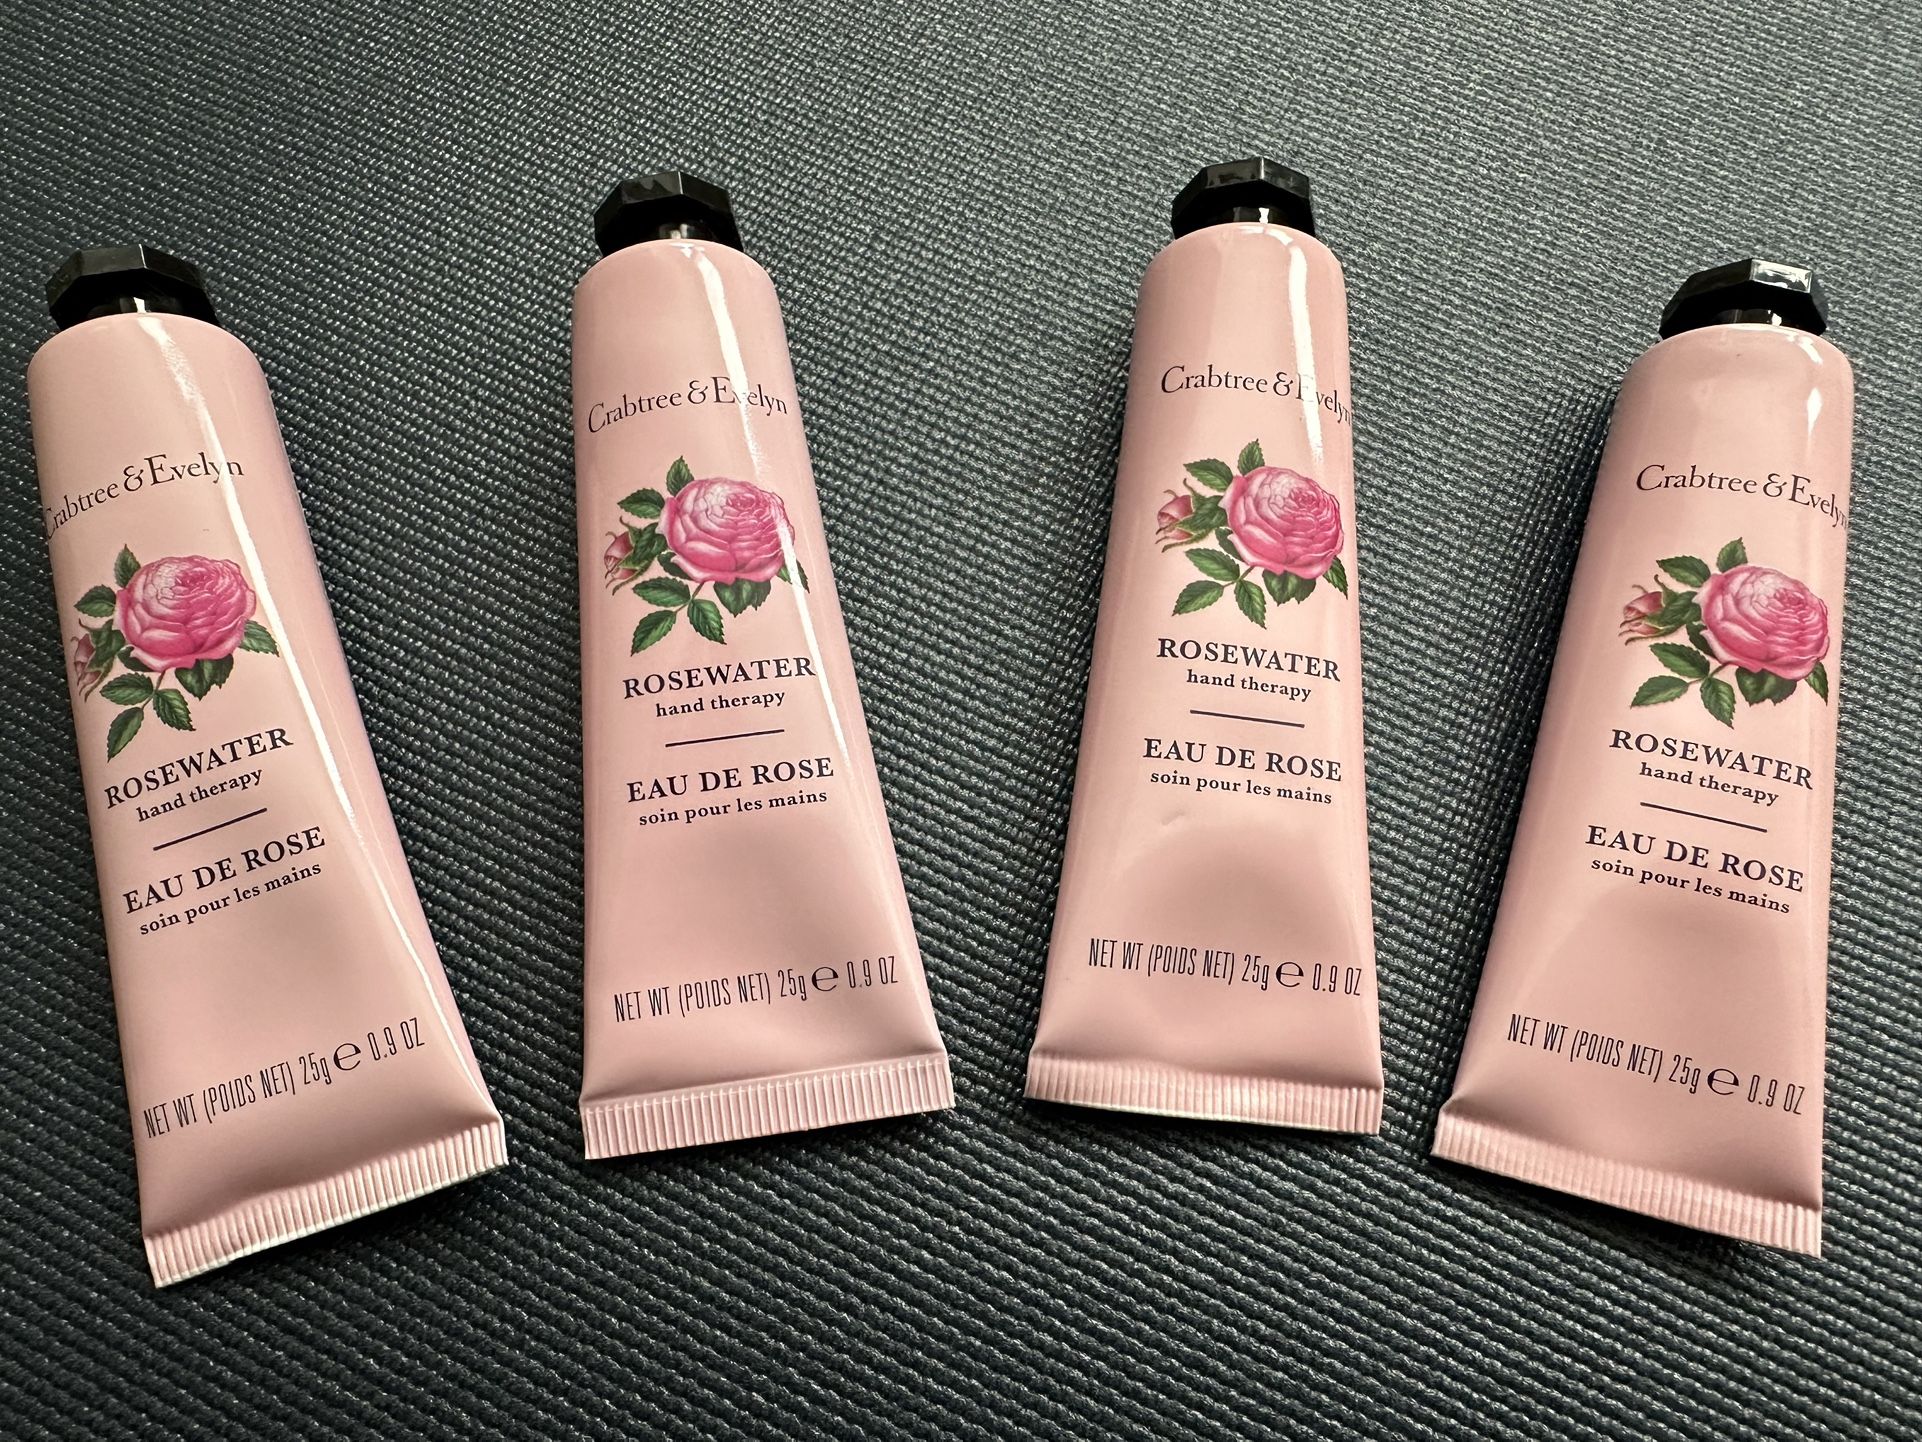 Crabtree & Evelyn
ROSEWATER
hand therapy
EAU DE ROSE
soin pour les mains
NET WT (POIDS NET) 25g e 0.9 OZ
Crabtree & Evelyn
ROSEWATER
hand therapy
EAU DE ROSE
soin pour les mains
NET WT (POIDS NET) 25g e 0.9 OZ
Crabtree & Evelyn
ROSEWATER
hand therapy
EAU DE ROSE
soin pour les mains
NET WT (POIDS NET) 25g e 0.9 OZ
Crabtree & Evelyn
ROSEWATER
hand therapy
EAU DE ROSE
soin pour les mains
NET WT (POIDS NET) 25g e 0.9 OZ